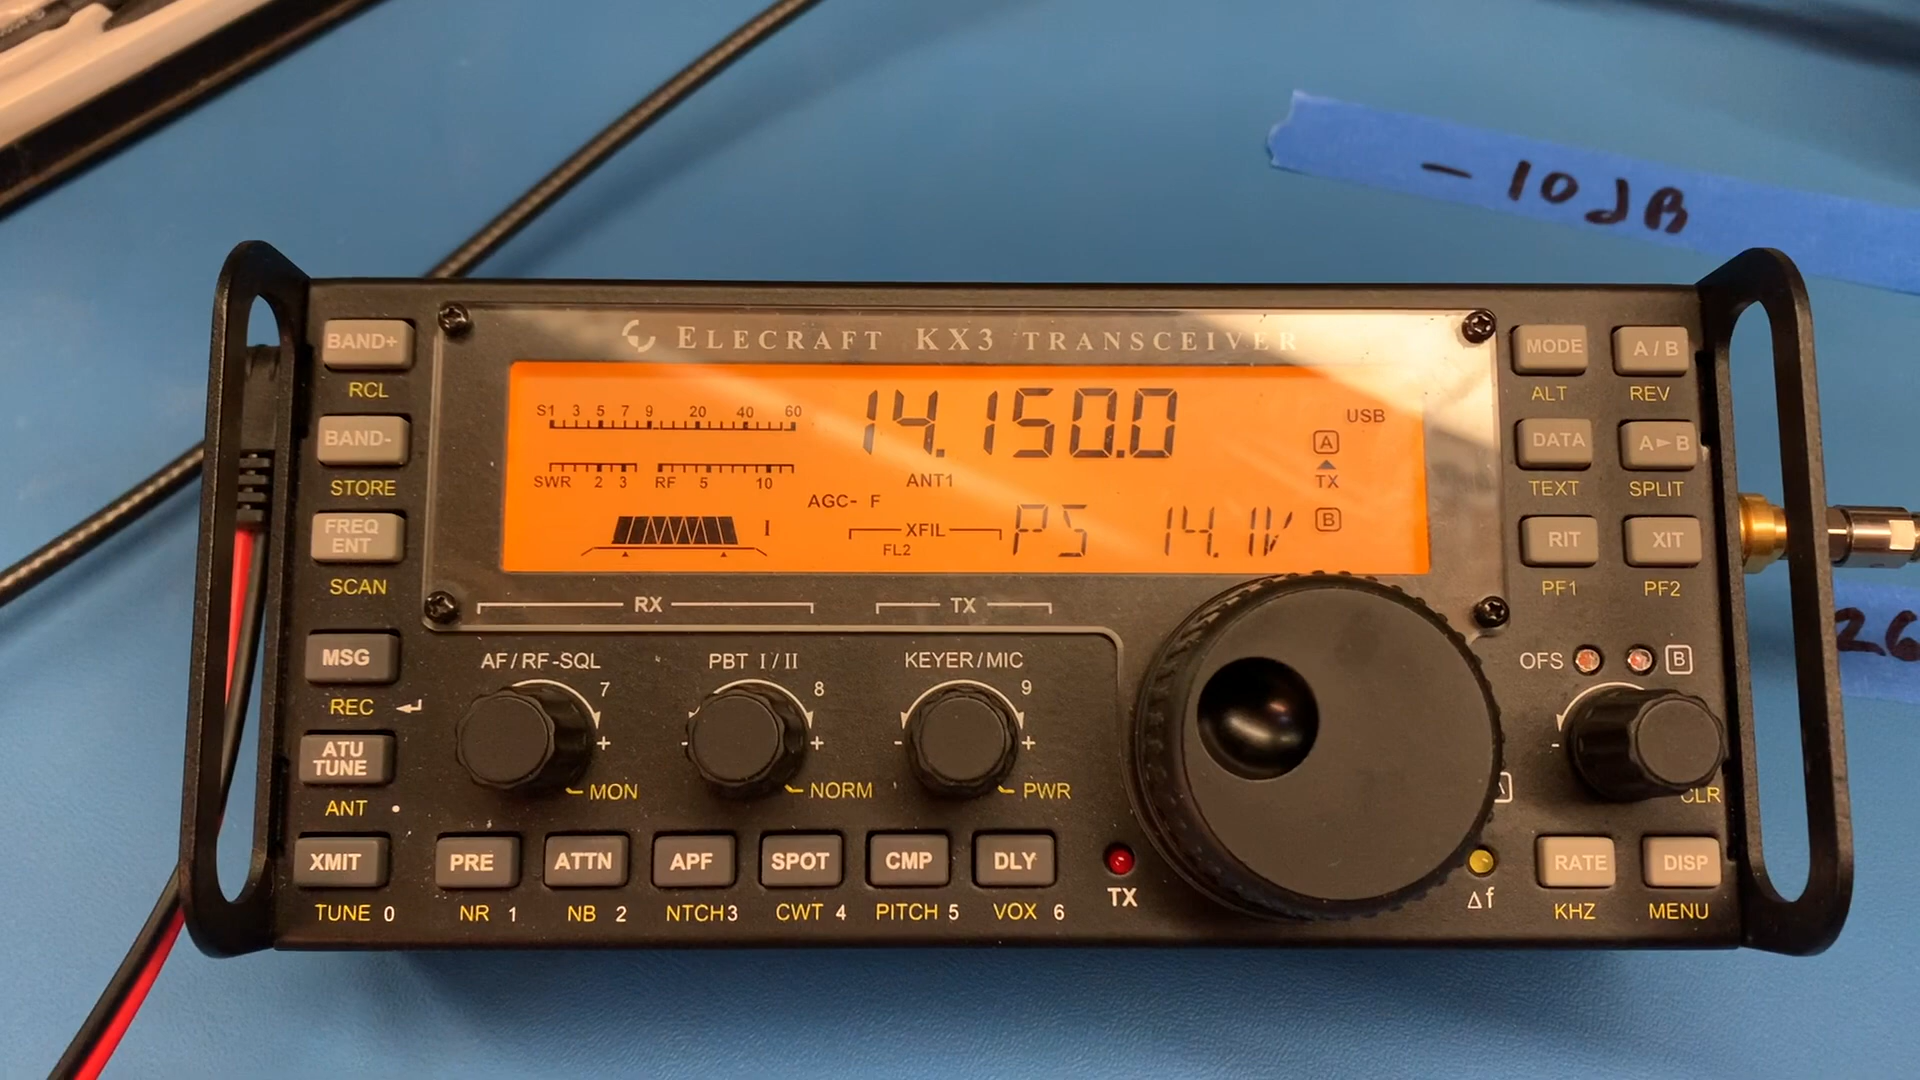 -10dB
ELECRAFT KX3 TRANSCEIVER
BAND+
RCL
BAND-
STORE
FREQ
ENT
SCAN
MSG
REC
ATU
TUNE
ANT
XMIT
TUNE 0
S1 3 5 7 9 20 40 60
SWR 2 3 RF 5 10
14.150.0
ANT1
AGC- F
XFIL
FL2
I
PS 14.1V
USB
A
TX
B
MODE
A/B
ALT
REV
DATA
A►B
TEXT
SPLIT
RIT
XIT
PF1
PF2
26
RX
TX
AF/RF-SQL
PBT I/II
KEYER/MIC
7
8
9
- + - + - +
MON
NORM
PWR
OFS
B
-
CLR
PRE
ATTN
APF
SPOT
CMP
DLY
NR 1
NB 2
NTCH 3
CWT 4
PITCH 5
VOX 6
TX
Δf
RATE
DISP
KHZ
MENU